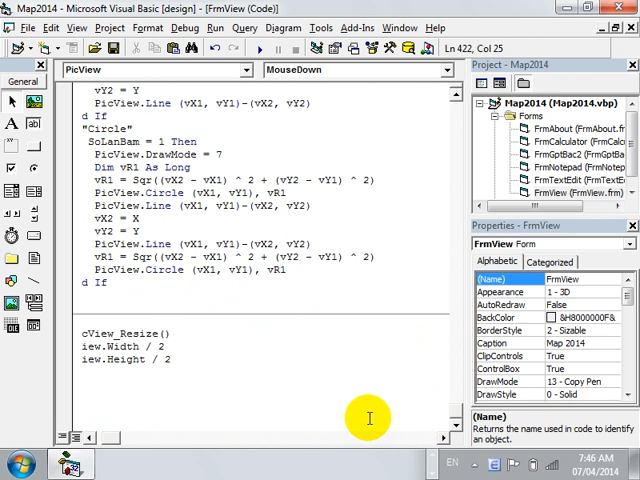 Map2014 - Microsoft Visual Basic [design] - [FrmView (Code)]
File Edit View Project Format Debug Run Query Diagram Tools Add-Ins Window Help
Ln 422, Col 25
General
PicView MouseDown
vY2 = Y
PicView.Line (vX1, vY1)-(vX2, vY2)
d If
"Circle"
SoLanBam = 1 Then
PicView.DrawMode = 7
Dim vR1 As Long
vR1 = Sqr((vX2 - vX1) ^ 2 + (vY2 - vY1) ^ 2)
PicView.Circle (vX1, vY1), vR1
PicView.Line (vX1, vY1)-(vX2, vY2)
vX2 = X
vY2 = Y
PicView.Line (vX1, vY1)-(vX2, vY2)
vR1 = Sqr((vX2 - vX1) ^ 2 + (vY2 - vY1) ^ 2)
PicView.Circle (vX1, vY1), vR1
d If
cView_Resize()
iew.Width / 2
iew.Height / 2
Project - Map2014
Map2014 (Map2014.vbp)
Forms
FrmAbout (FrmAbout.fr
FrmCalculator (FrmCalc
FrmGptBac2 (FrmGptB
FrmNotepad (FrmNotep
FrmTextEdit (FrmTextE
FrmView (FrmView.frm)
Properties - FrmView
FrmView Form
Alphabetic Categorized
(Name) FrmView
Appearance 1 - 3D
AutoRedraw False
BackColor &H8000000F&
BorderStyle 2 - Sizable
Caption Map 2014
ClipControls True
ControlBox True
DrawMode 13 - Copy Pen
DrawStyle 0 - Solid
(Name)
Returns the name used in code to identify
an object.
EN
7:46 AM
07/04/2014